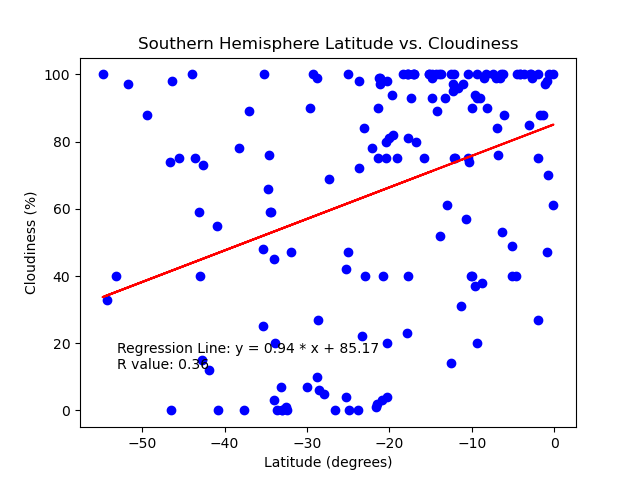 Southern Hemisphere Latitude vs. Cloudiness
100
80
60
40
20
0
Cloudiness (%)
Regression Line: y = 0.94 * x + 85.17
R value: 0.36
−50
−40
−30
−20
−10
0
Latitude (degrees)